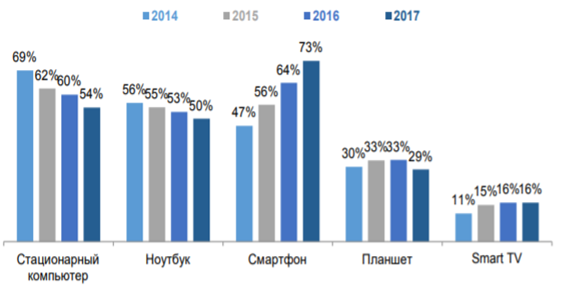 2014 2015 2016 2017
69% 62% 60% 54%
56% 55% 53% 50%
47% 56% 64% 73%
30% 33% 33% 29%
11% 15% 16% 16%
Стационарный
компьютер
Ноутбук
Смартфон
Планшет
Smart TV